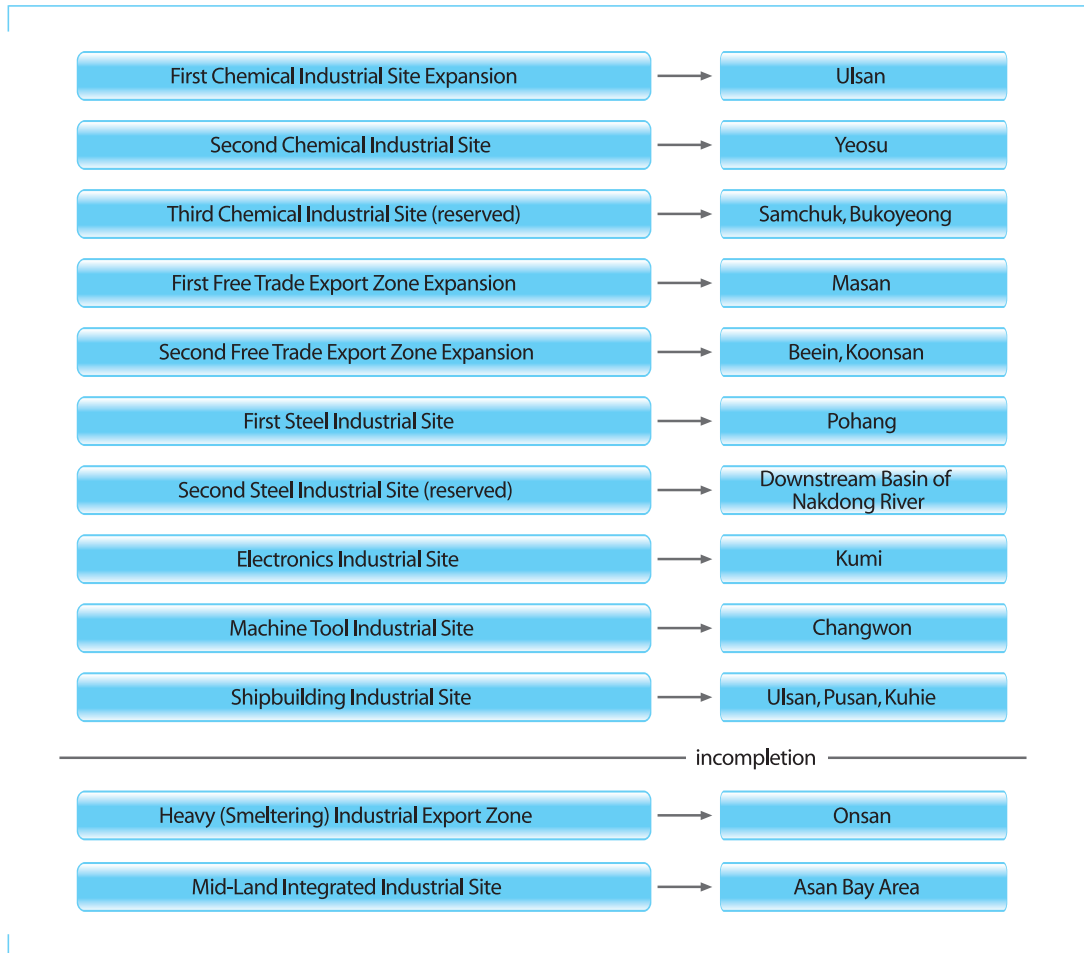 First Chemical Industrial Site Expansion
Ulsan
Second Chemical Industrial Site
Yeosu
Third Chemical Industrial Site (reserved)
Samchuk, Bukoyeong
First Free Trade Export Zone Expansion
Masan
Second Free Trade Export Zone Expansion
Beein, Koonsan
First Steel Industrial Site
Pohang
Second Steel Industrial Site (reserved)
Downstream Basin of
Nakdong River
Electronics Industrial Site
Kumi
Machine Tool Industrial Site
Changwon
Shipbuilding Industrial Site
Ulsan, Pusan, Kuhie
incompletion
Heavy (Smeltering) Industrial Export Zone
Onsan
Mid-Land Integrated Industrial Site
Asan Bay Area